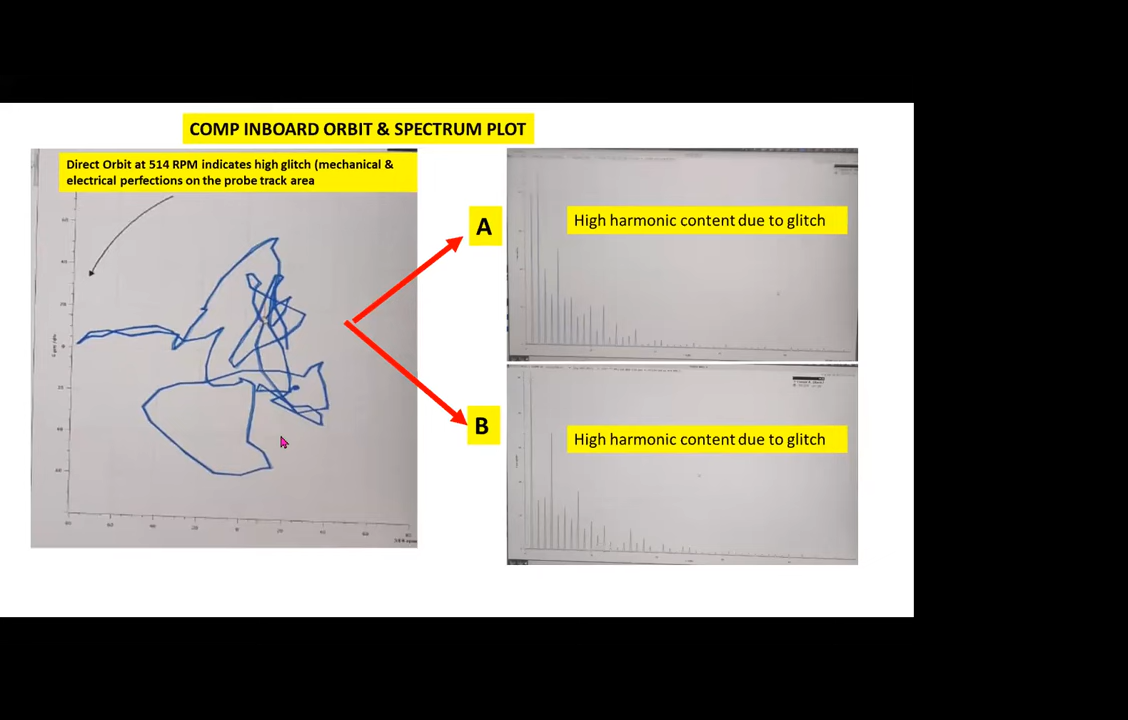 COMP INBOARD ORBIT & SPECTRUM PLOT
Direct Orbit at 514 RPM indicates high glitch (mechanical &
electrical perfections on the probe track area
A
High harmonic content due to glitch
B
High harmonic content due to glitch